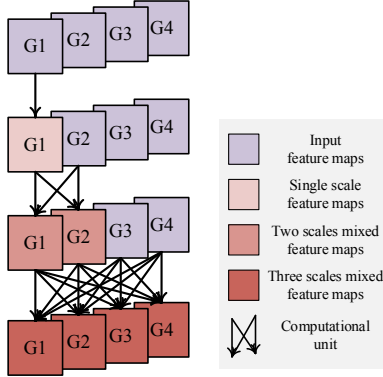 G1 G2 G3 G4
G1 G2 G3 G4
G1 G2 G3 G4
G1 G2 G3 G4
Input
feature maps
Single scale
feature maps
Two scales mixed
feature maps
Three scales mixed
feature maps
Computational
unit